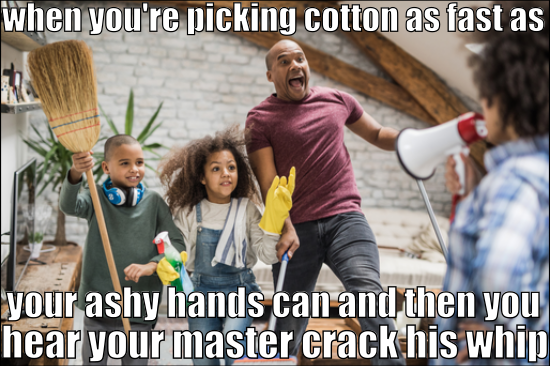 when you're picking cotton as fast as
your ashy hands can and then you
hear your master crack his whip